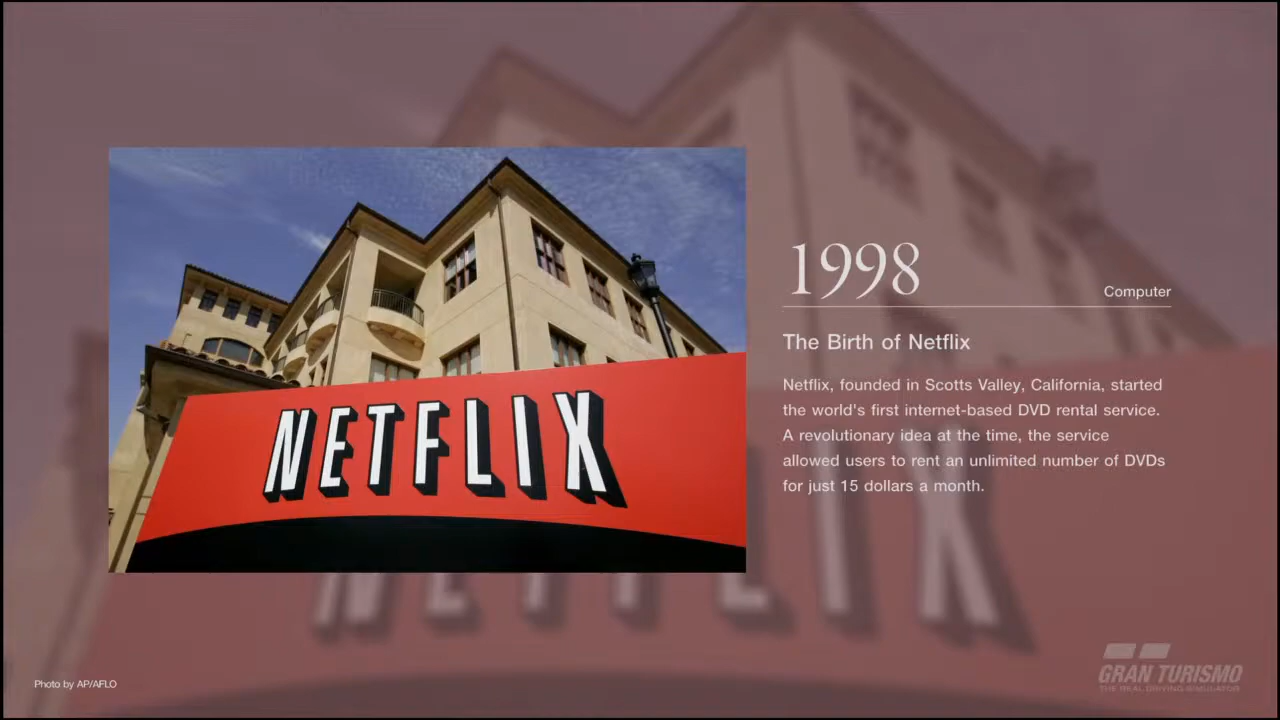 NETFLIX
1998
Computer
The Birth of Netflix
Netflix, founded in Scotts Valley, California, started
the world's first internet-based DVD rental service.
A revolutionary idea at the time, the service
allowed users to rent an unlimited number of DVDs
for just 15 dollars a month.
Photo by AP/AFLO
GRAN TURISMO
THE REAL DRIVING SIMULATOR